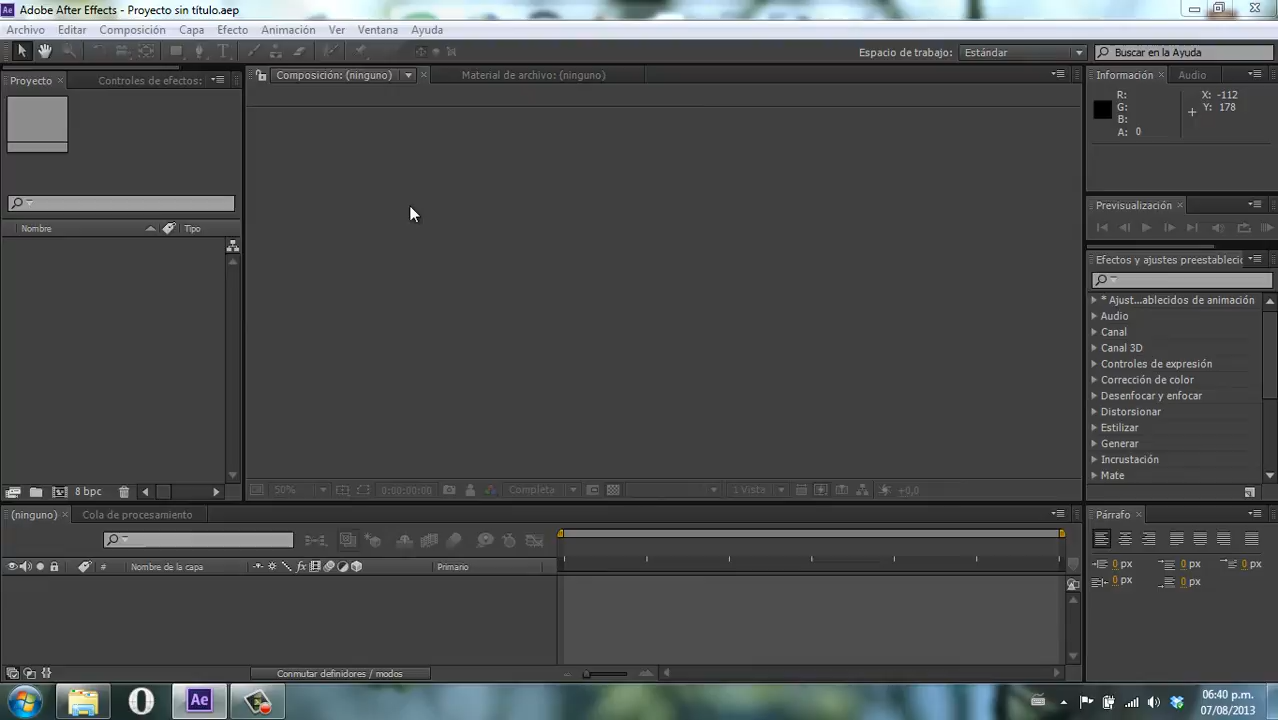 Ae Adobe After Effects - Proyecto sin título.aep
Archivo Editar Composición Capa Efecto Animación Ver Ventana Ayuda
Espacio de trabajo: Estándar Buscar en la Ayuda
Proyecto Controles de efectos:
Composición: (ninguno) Material de archivo: (ninguno)
Información Audio
R: X: -112
G: Y: 178
B:
A: 0
Previsualización
Nombre Tipo
Efectos y ajustes preestableci
* Ajust...ablecidos de animación
Audio
Canal
Canal 3D
Controles de expresión
Corrección de color
Desenfocar y enfocar
Distorsionar
Estilizar
Generar
Incrustación
Mate
8 bpc
50% 0:00:00:00 Completa 1 Vista +0,0
(ninguno) Cola de procesamiento
Párrafo
# Nombre de la capa fx Primario
0 px 0 px 0 px
0 px 0 px
Conmutar definidores / modos
Ae
06:40 p.m.
07/08/2013